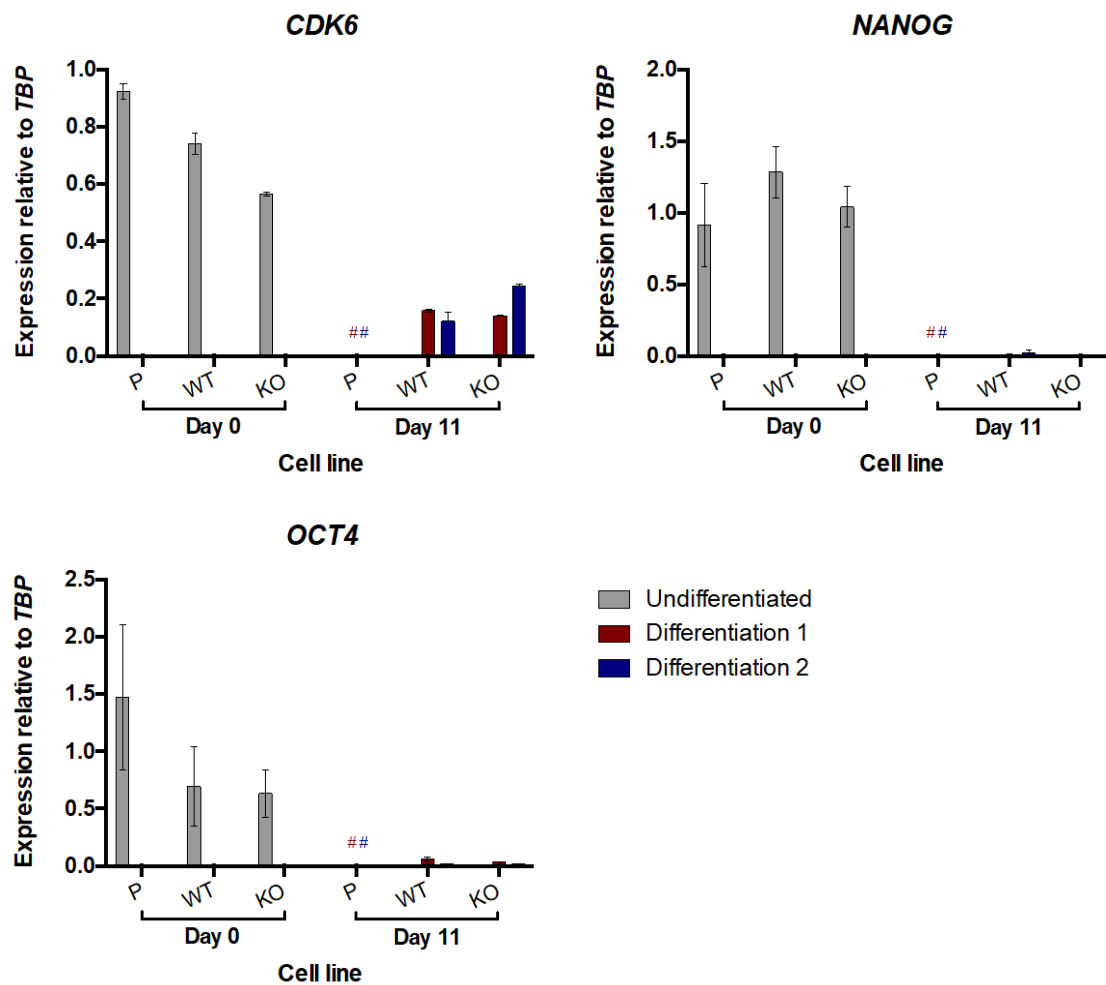 CDK6
Expression relative to TBP
1.0
0.8
0.6
0.4
0.2
0.0
##
P
WT
KO
P
WT
KO
Day 0
Day 11
Cell line
NANOG
Expression relative to TBP
2.0
1.5
1.0
0.5
0.0
##
P
WT
KO
P
WT
KO
Day 0
Day 11
Cell line
OCT4
Expression relative to TBP
2.5
2.0
1.5
1.0
0.5
0.0
##
P
WT
KO
P
WT
KO
Day 0
Day 11
Cell line
Undifferentiated
Differentiation 1
Differentiation 2